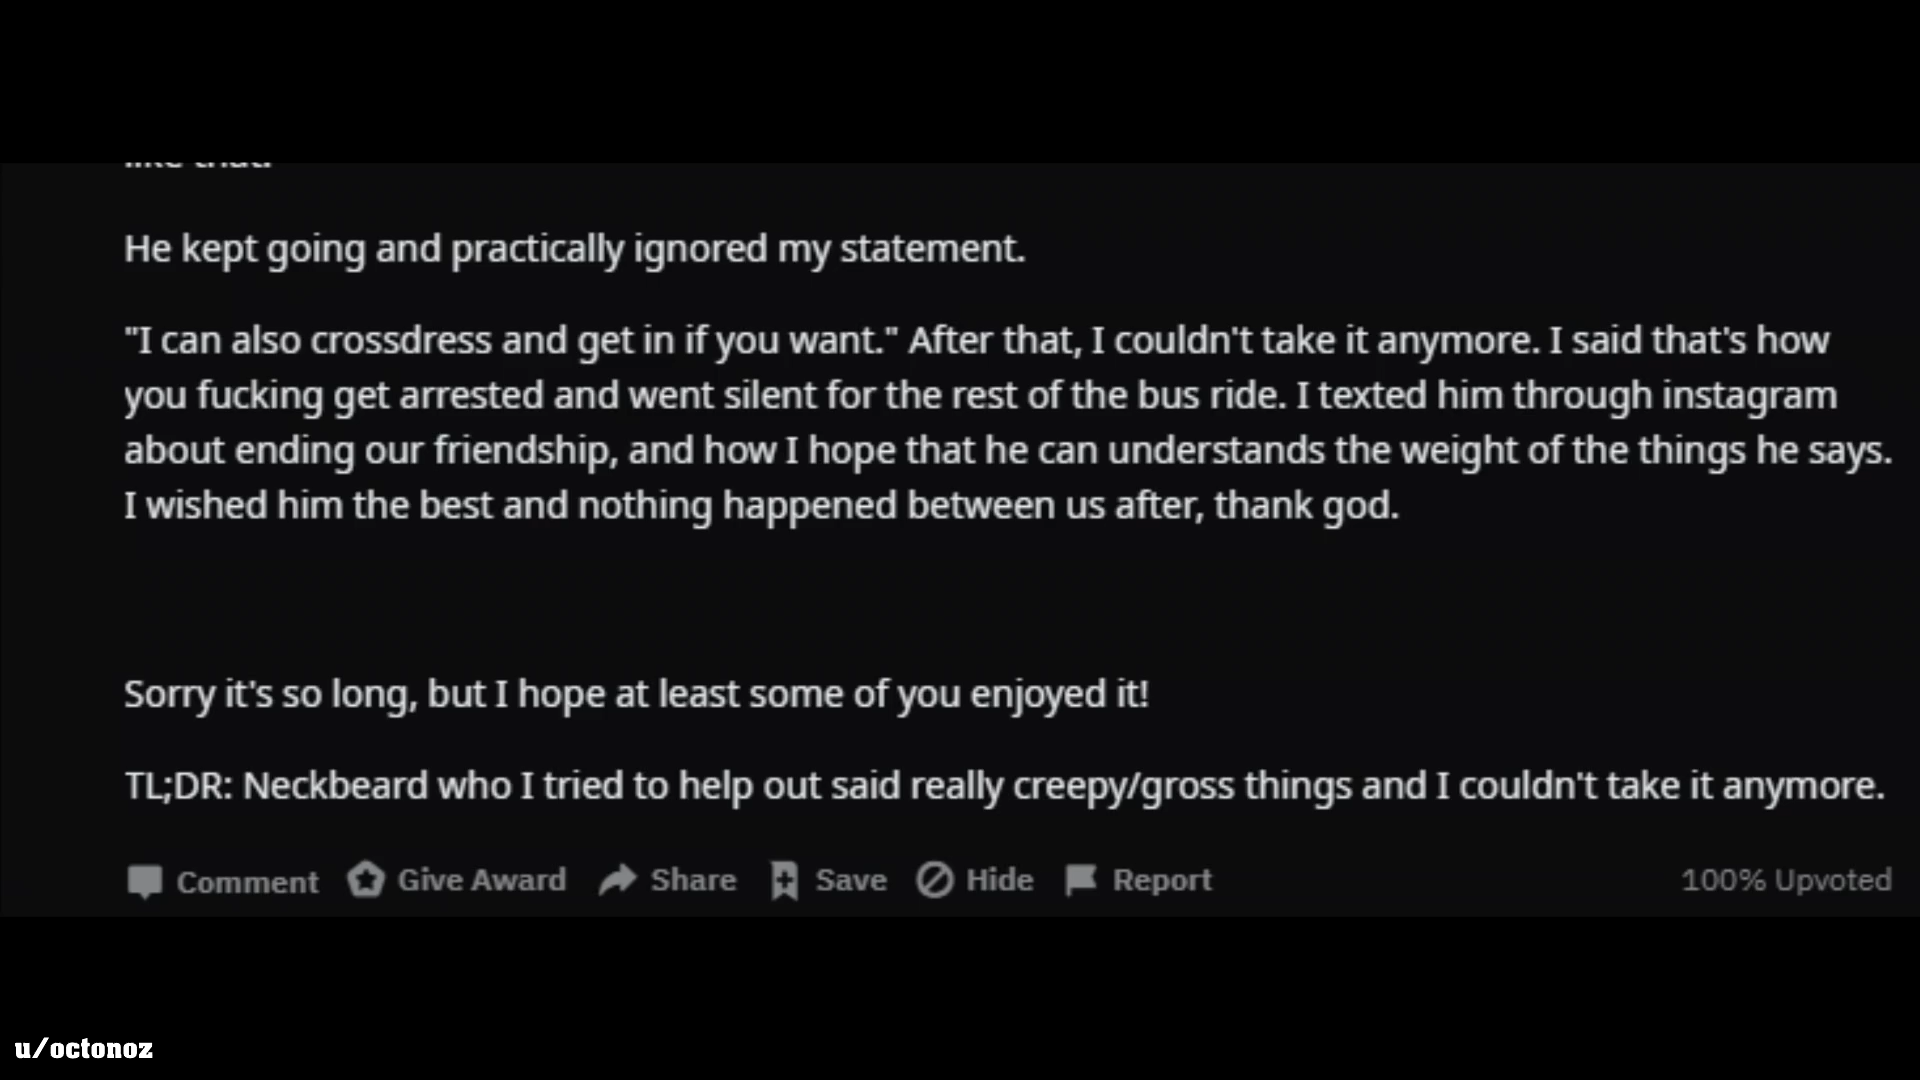 like that.
He kept going and practically ignored my statement.
"I can also crossdress and get in if you want." After that, I couldn't take it anymore. I said that's how
you fucking get arrested and went silent for the rest of the bus ride. I texted him through instagram
about ending our friendship, and how I hope that he can understands the weight of the things he says.
I wished him the best and nothing happened between us after, thank god.
Sorry it's so long, but I hope at least some of you enjoyed it!
TL;DR: Neckbeard who I tried to help out said really creepy/gross things and I couldn't take it anymore.
Comment Give Award Share Save Hide Report 100% Upvoted
u/octonoz